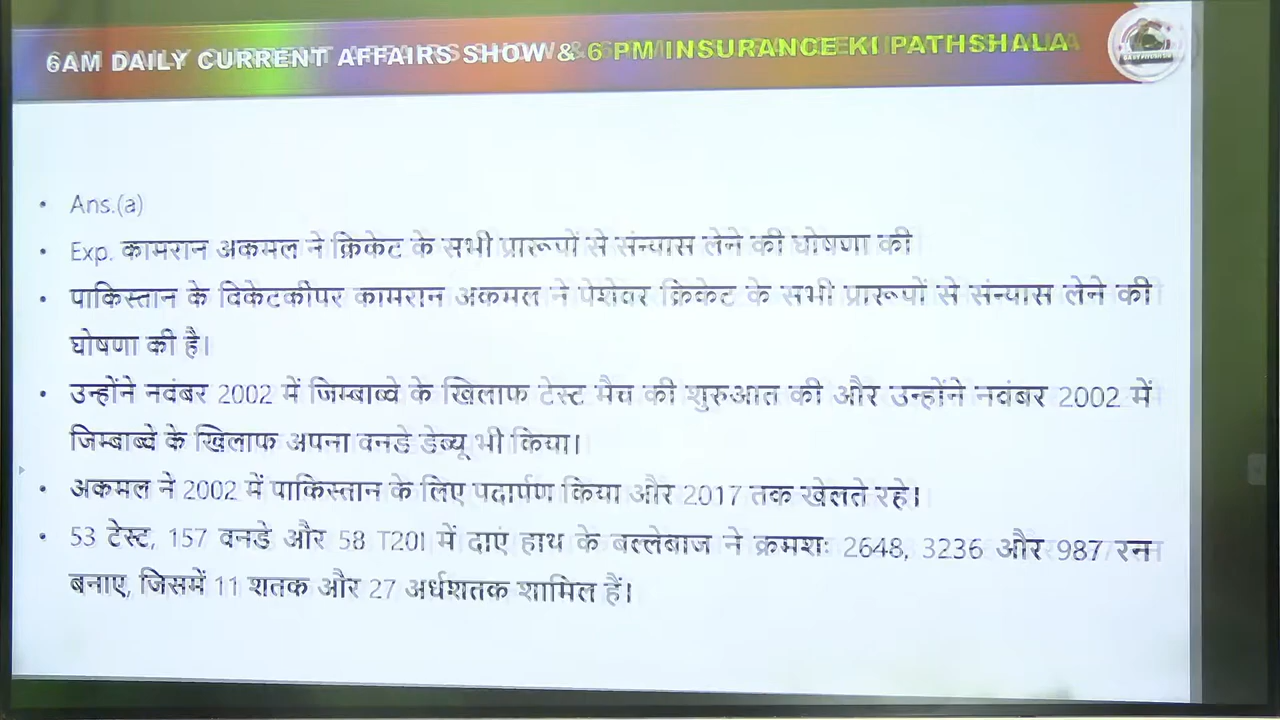 6AM DAILY CURRENT AFFAIRS SHOW & 6 PM INSURANCE KI PATHSHALA
• Ans.(a)
• Exp. कामरान अकमल ने क्रिकेट के सभी प्रारूपों से संन्यास लेने की घोषणा की
• पाकिस्तान के विकेटकीपर कामरान अकमल ने पेशेवर क्रिकेट के सभी प्रारूपों से संन्यास लेने की
घोषणा की है।
• उन्होंने नवंबर 2002 में जिम्बाब्वे के खिलाफ टेस्ट मैच की शुरुआत की और उन्होंने नवंबर 2002 में
जिम्बाब्वे के खिलाफ अपना वनडे डेब्यू भी किया।
• अकमल ने 2002 में पाकिस्तान के लिए पदार्पण किया और 2017 तक खेलते रहे।
• 53 टेस्ट, 157 वनडे और 58 T20I में दाएं हाथ के बल्लेबाज ने क्रमशः 2648, 3236 और 987 रन
बनाए, जिसमें 11 शतक और 27 अर्धशतक शामिल हैं।